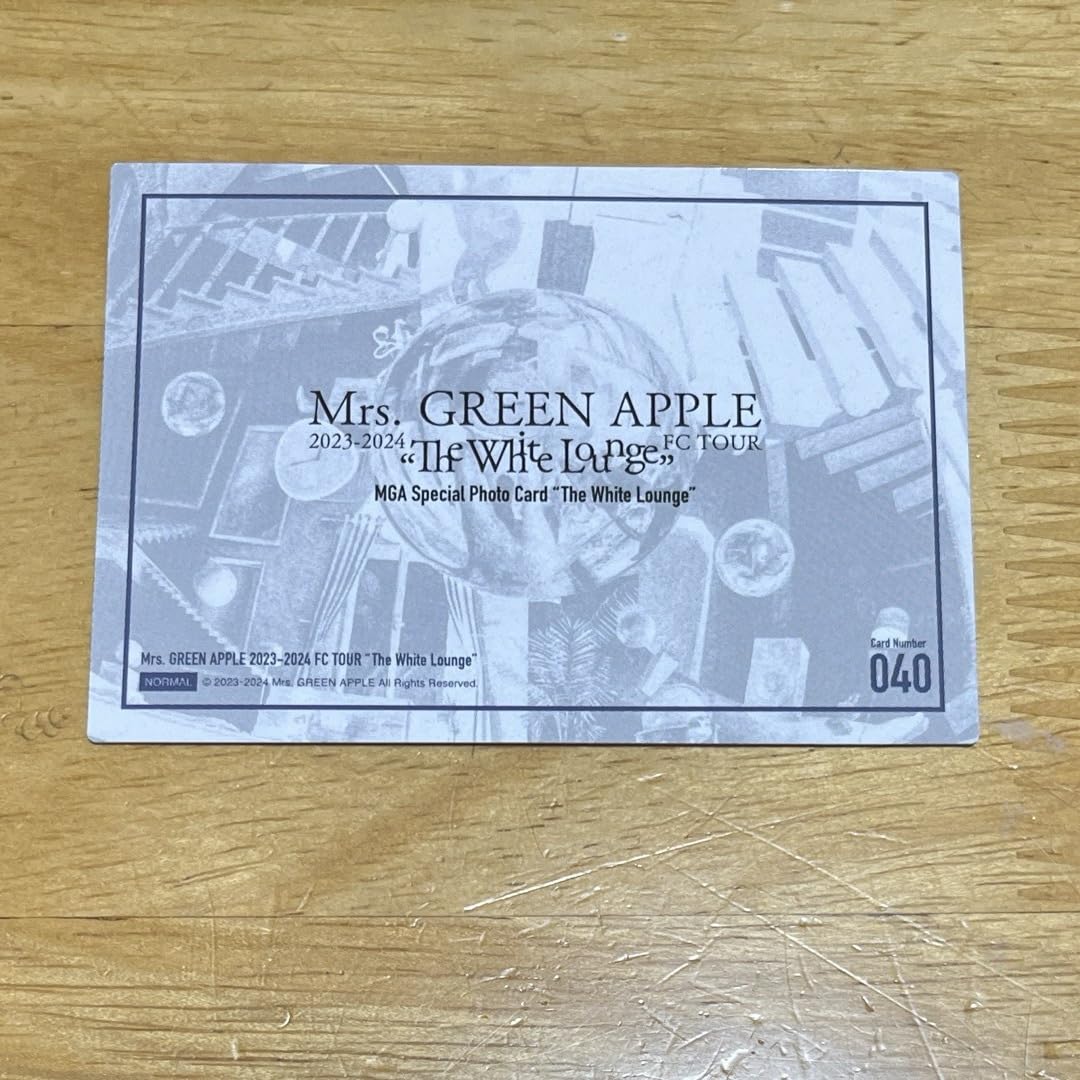 Mrs. GREEN APPLE
2023-2024 “The White Lounge” FC TOUR
MGA Special Photo Card “The White Lounge”
Mrs. GREEN APPLE 2023-2024 FC TOUR “The White Lounge”
NORMAL © 2023-2024 Mrs. GREEN APPLE All Rights Reserved.
Card Number
040